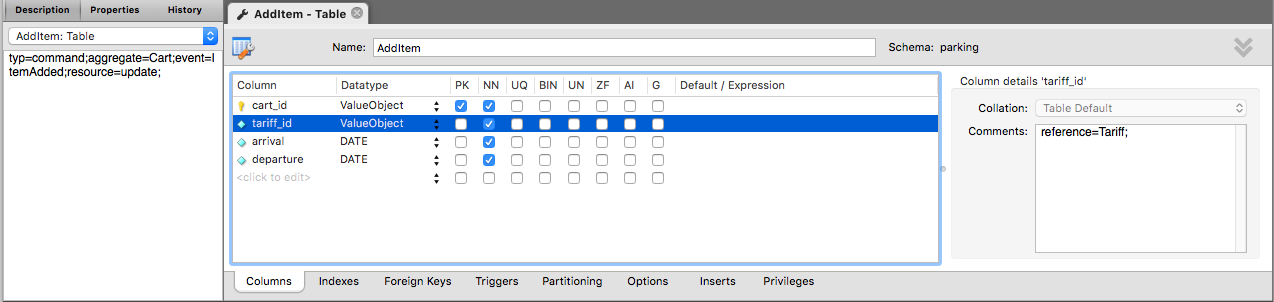 Description Properties History
AddItem: Table
typ=command;aggregate=Cart;event=I
temAdded;resource=update;
AddItem - Table
Name: AddItem Schema: parking
Column Datatype PK NN UQ BIN UN ZF AI G Default / Expression
cart_id ValueObject
tariff_id ValueObject
arrival DATE
departure DATE
<click to edit>
Column details 'tariff_id'
Collation: Table Default
Comments: reference=Tariff;
Columns Indexes Foreign Keys Triggers Partitioning Options Inserts Privileges